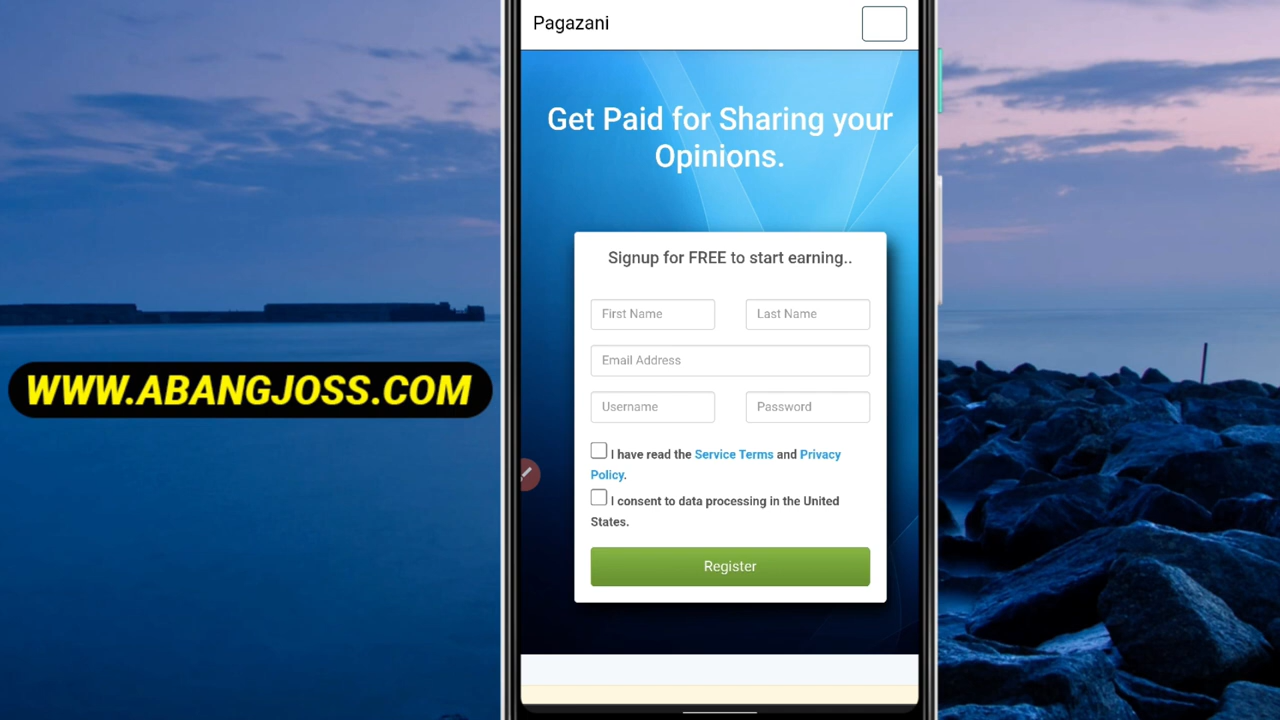 Pagazani
Get Paid for Sharing your
Opinions.
Signup for FREE to start earning..
First Name
Last Name
Email Address
Username
Password
I have read the Service Terms and Privacy
Policy.
I consent to data processing in the United
States.
Register
WWW.ABANGJOSS.COM